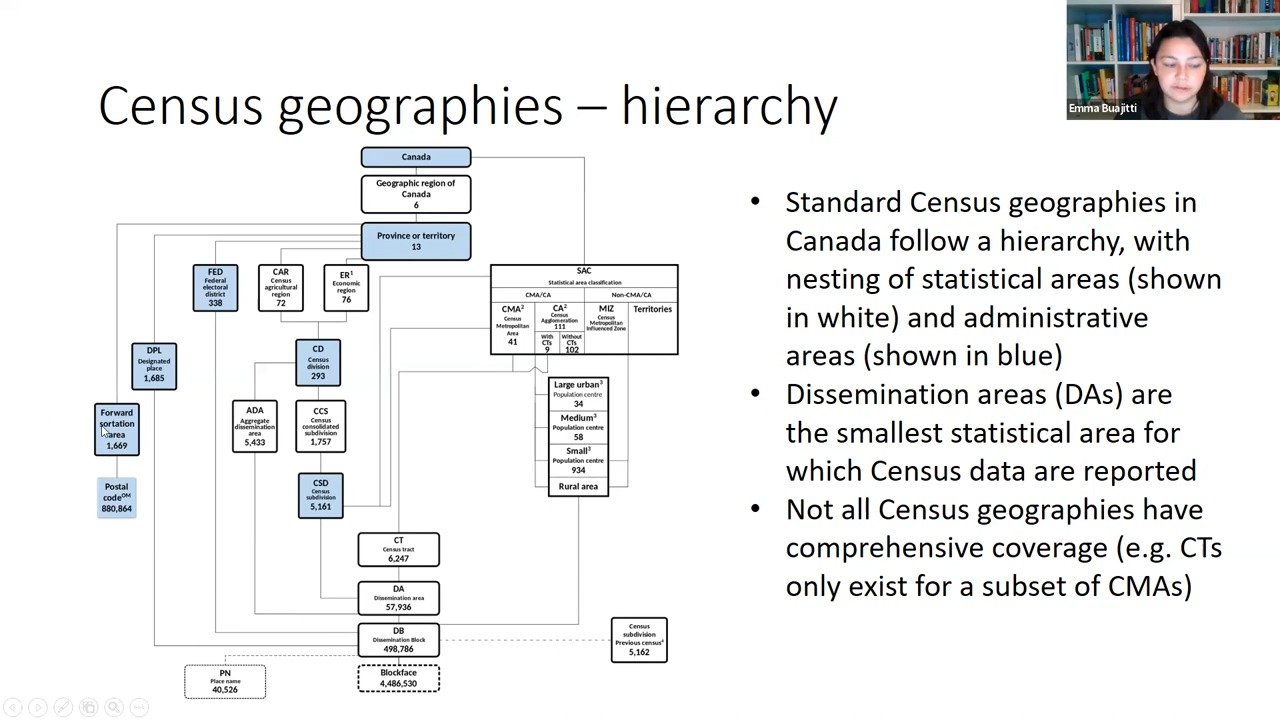 Emma Buajitti
Census geographies – hierarchy
Canada
Geographic region of
Canada
6
Province or territory
13
FED
Federal
electoral
district
338
CAR
Census
agricultural
region
72
ER¹
Economic
region
76
SAC
Statistical area classification
CMA/CA
Non-CMA/CA
CMA²
Census
Metropolitan
Area
41
CA²
Census
Agglomeration
111
With
CTs
9
Without
CTs
102
MIZ
Census
Metropolitan
Influenced Zone
Territories
DPL
Designated
place
1,685
CD
Census
division
293
Forward
sortation
area
1,669
ADA
Aggregate
dissemination
area
5,433
CCS
Census
consolidated
subdivision
1,757
Large urban³
Population centre
34
Medium³
Population centre
58
Small³
Population centre
934
Rural area
Postal
codeOM
880,864
CSD
Census
subdivision
5,161
CT
Census tract
6,247
DA
Dissemination area
57,936
DB
Dissemination Block
498,786
Census
subdivision
Previous census⁴
5,162
PN
Place name
40,526
Blockface
4,486,530
• Standard Census geographies in
Canada follow a hierarchy, with
nesting of statistical areas (shown
in white) and administrative
areas (shown in blue)
• Dissemination areas (DAs) are
the smallest statistical area for
which Census data are reported
• Not all Census geographies have
comprehensive coverage (e.g. CTs
only exist for a subset of CMAs)